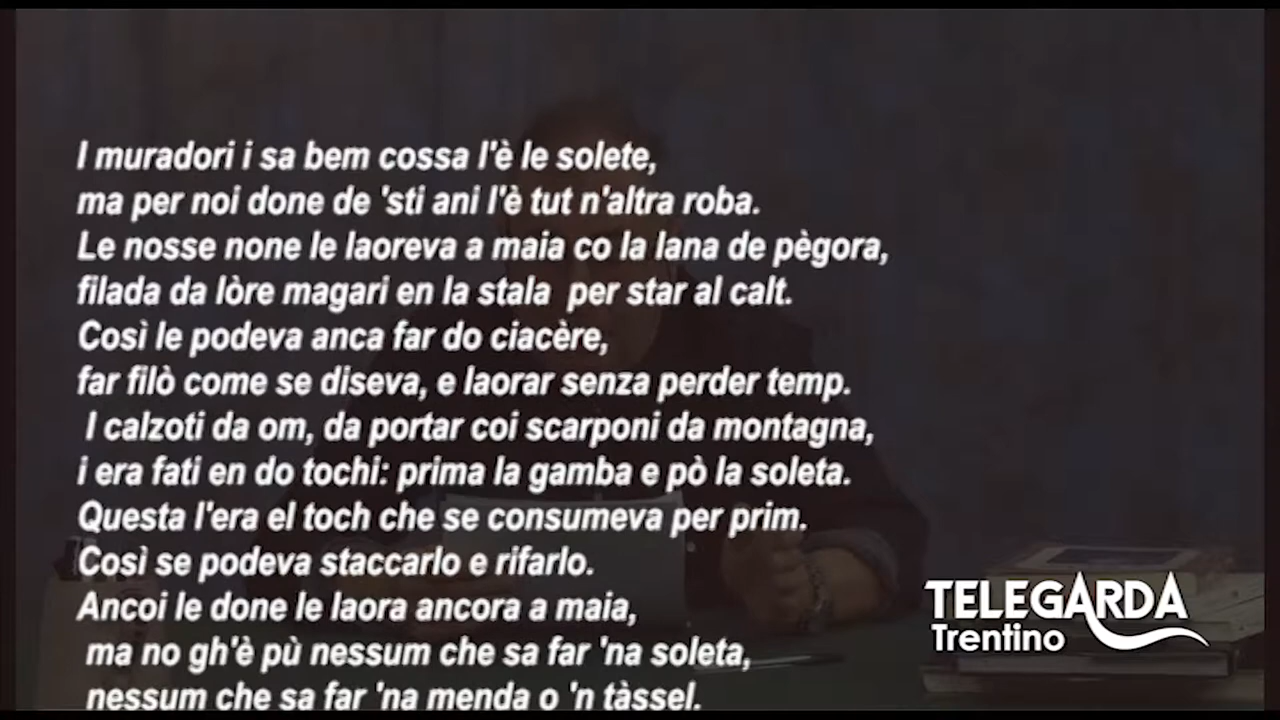 I muradori i sa bem cossa l'è le solete,
ma per noi done de 'sti ani l'è tut n'altra roba.
Le nosse none le laoreva a maia co la lana de pègora,
filada da lòre magari en la stala  per star al calt.
Così le podeva anca far do ciacère,
far filò come se diseva, e laorar senza perder temp.
I calzoti da om, da portar coi scarponi da montagna,
i era fati en do tochi: prima la gamba e pò la soleta.
Questa l'era el toch che se consumeva per prim.
Così se podeva staccarlo e rifarlo.
Ancoi le done le laora ancora a maia,
ma no gh'è pù nessum che sa far 'na soleta,
nessum che sa far 'na menda o 'n tàssel.
TELEGARDA
Trentino